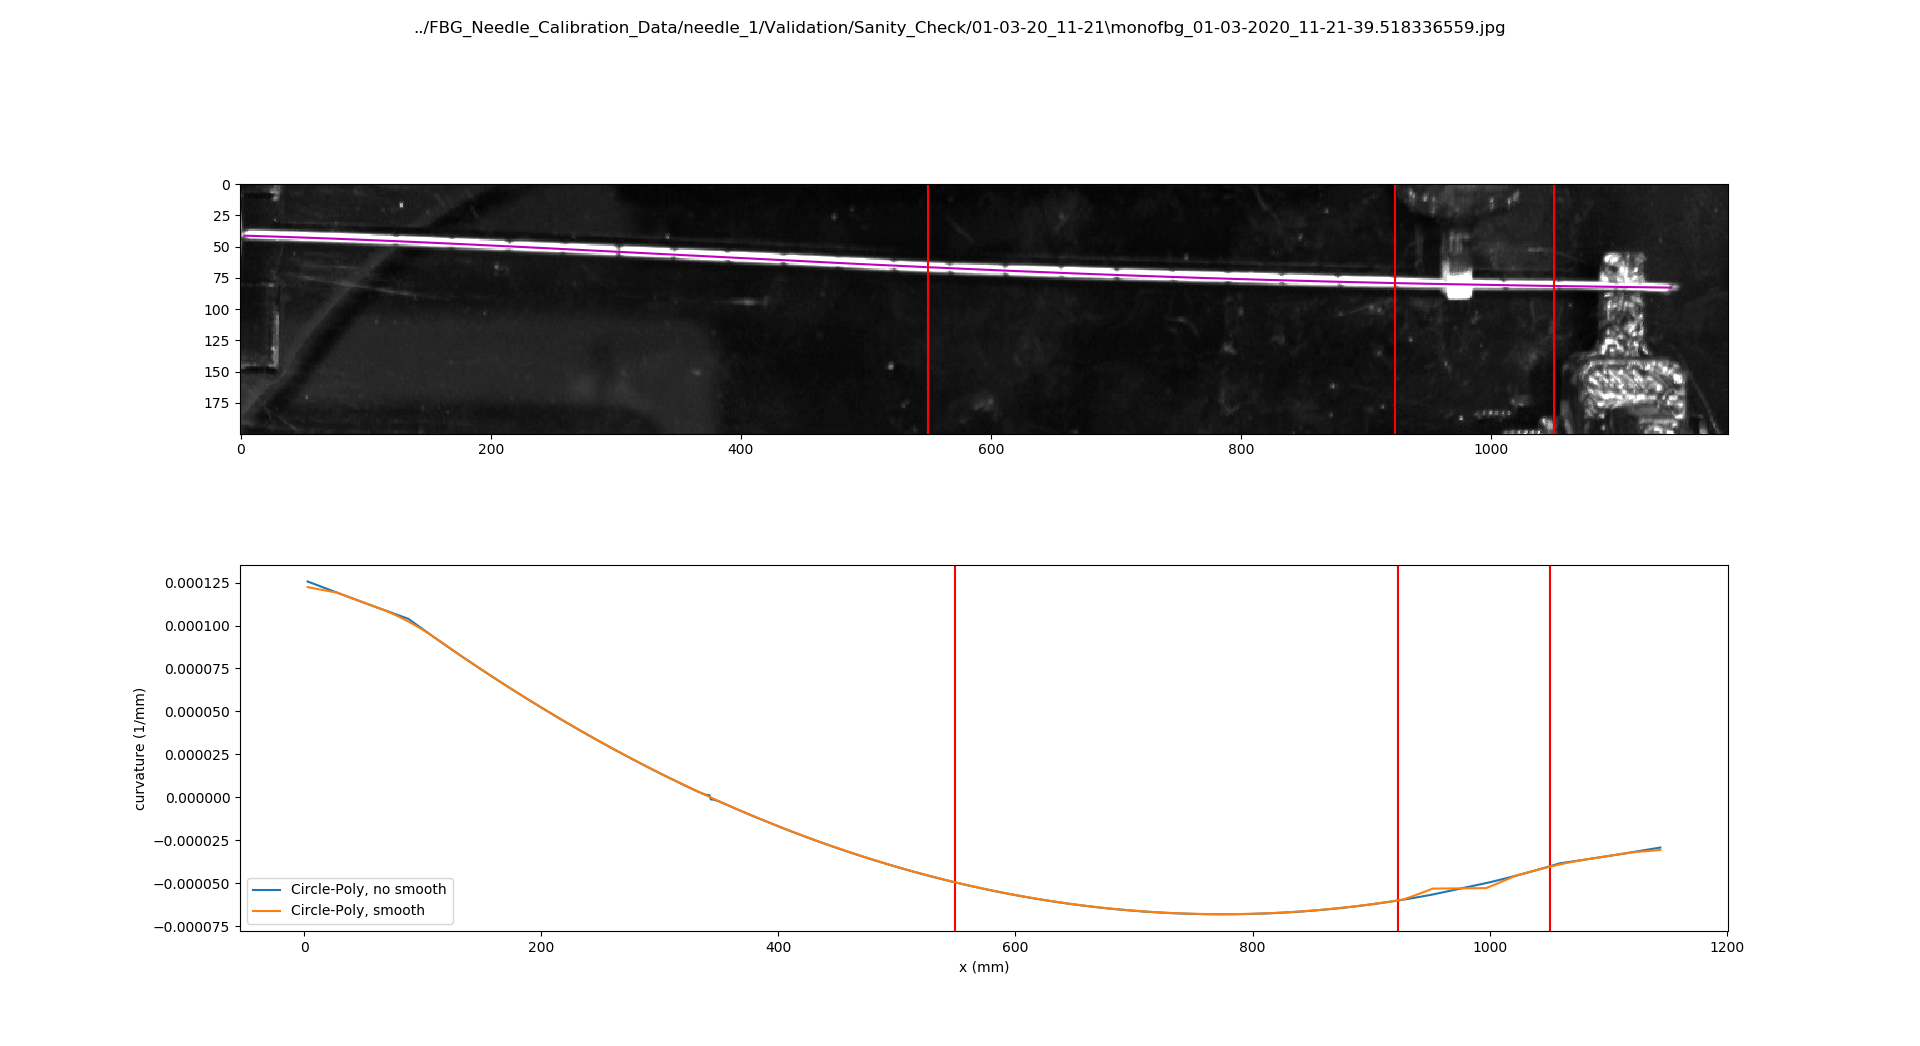 ../FBG_Needle_Calibration_Data/needle_1/Validation/Sanity_Check/01-03-20_11-21\monofbg_01-03-2020_11-21-39.518336559.jpg
0
25
50
75
100
125
150
175
0 200 400 600 800 1000
0.000125
0.000100
0.000075
0.000050
0.000025
0.000000
−0.000025
−0.000050
−0.000075
curvature (1/mm)
Circle-Poly, no smooth
Circle-Poly, smooth
0 200 400 600 800 1000 1200
x (mm)